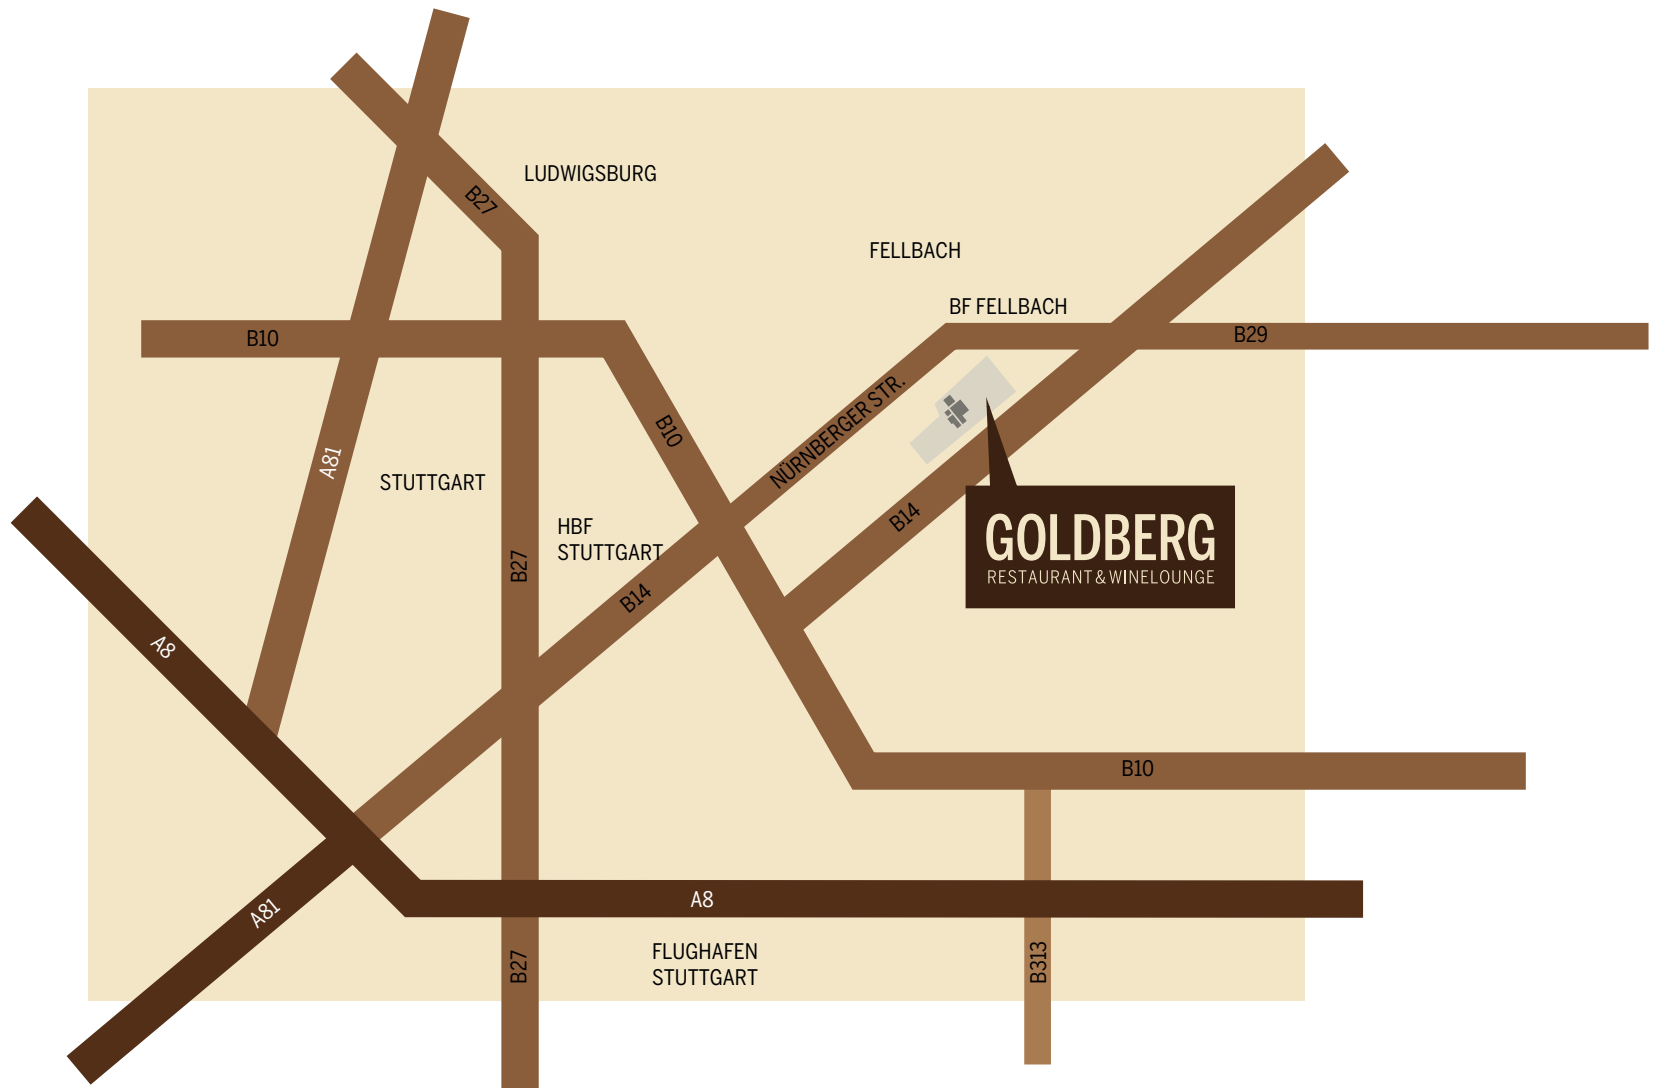 LUDWIGSBURG
B27
FELLBACH
BF FELLBACH
B10
B29
NÜRNBERGER STR.
B10
A81
STUTTGART
HBF
STUTTGART
B14
GOLDBERG
RESTAURANT & WINELOUNGE
B27
B14
A8
B10
A81
A8
FLUGHAFEN
STUTTGART
B27
B313